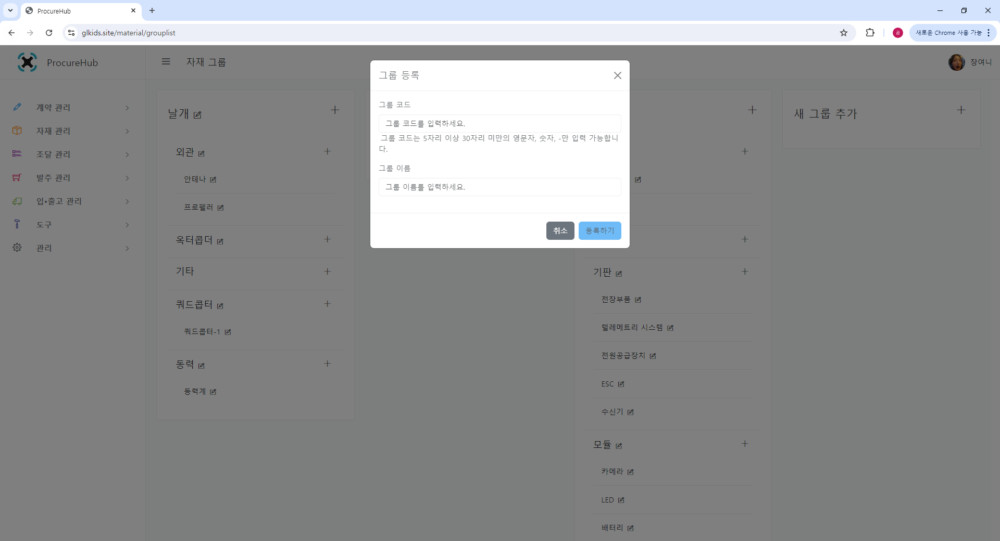 ProcureHub
glkids.site/material/grouplist
곰
새로운 Chrome 사용 가능
ProcureHub
자재 그룹
장여니
계약 관리
자재 관리
조달 관리
발주 관리
입•출고 관리
도구
관리
날개
외관
안테나
프로펠러
옥터콥더
기타
쿼드콥터
쿼드콥터-1
동력
동력계
그룹 등록
그룹 코드
그룹 코드를 입력하세요.
그룹 코드는 5자리 이상 30자리 미만의 영문자, 숫자, -만 입력 가능합니
다.
그룹 이름
그룹 이름를 입력하세요.
취소
등록하기
기판
전장부품
텔레메트리 시스템
전원공급장치
ESC
수신기
모듈
카메라
LED
배터리
새 그룹 추가